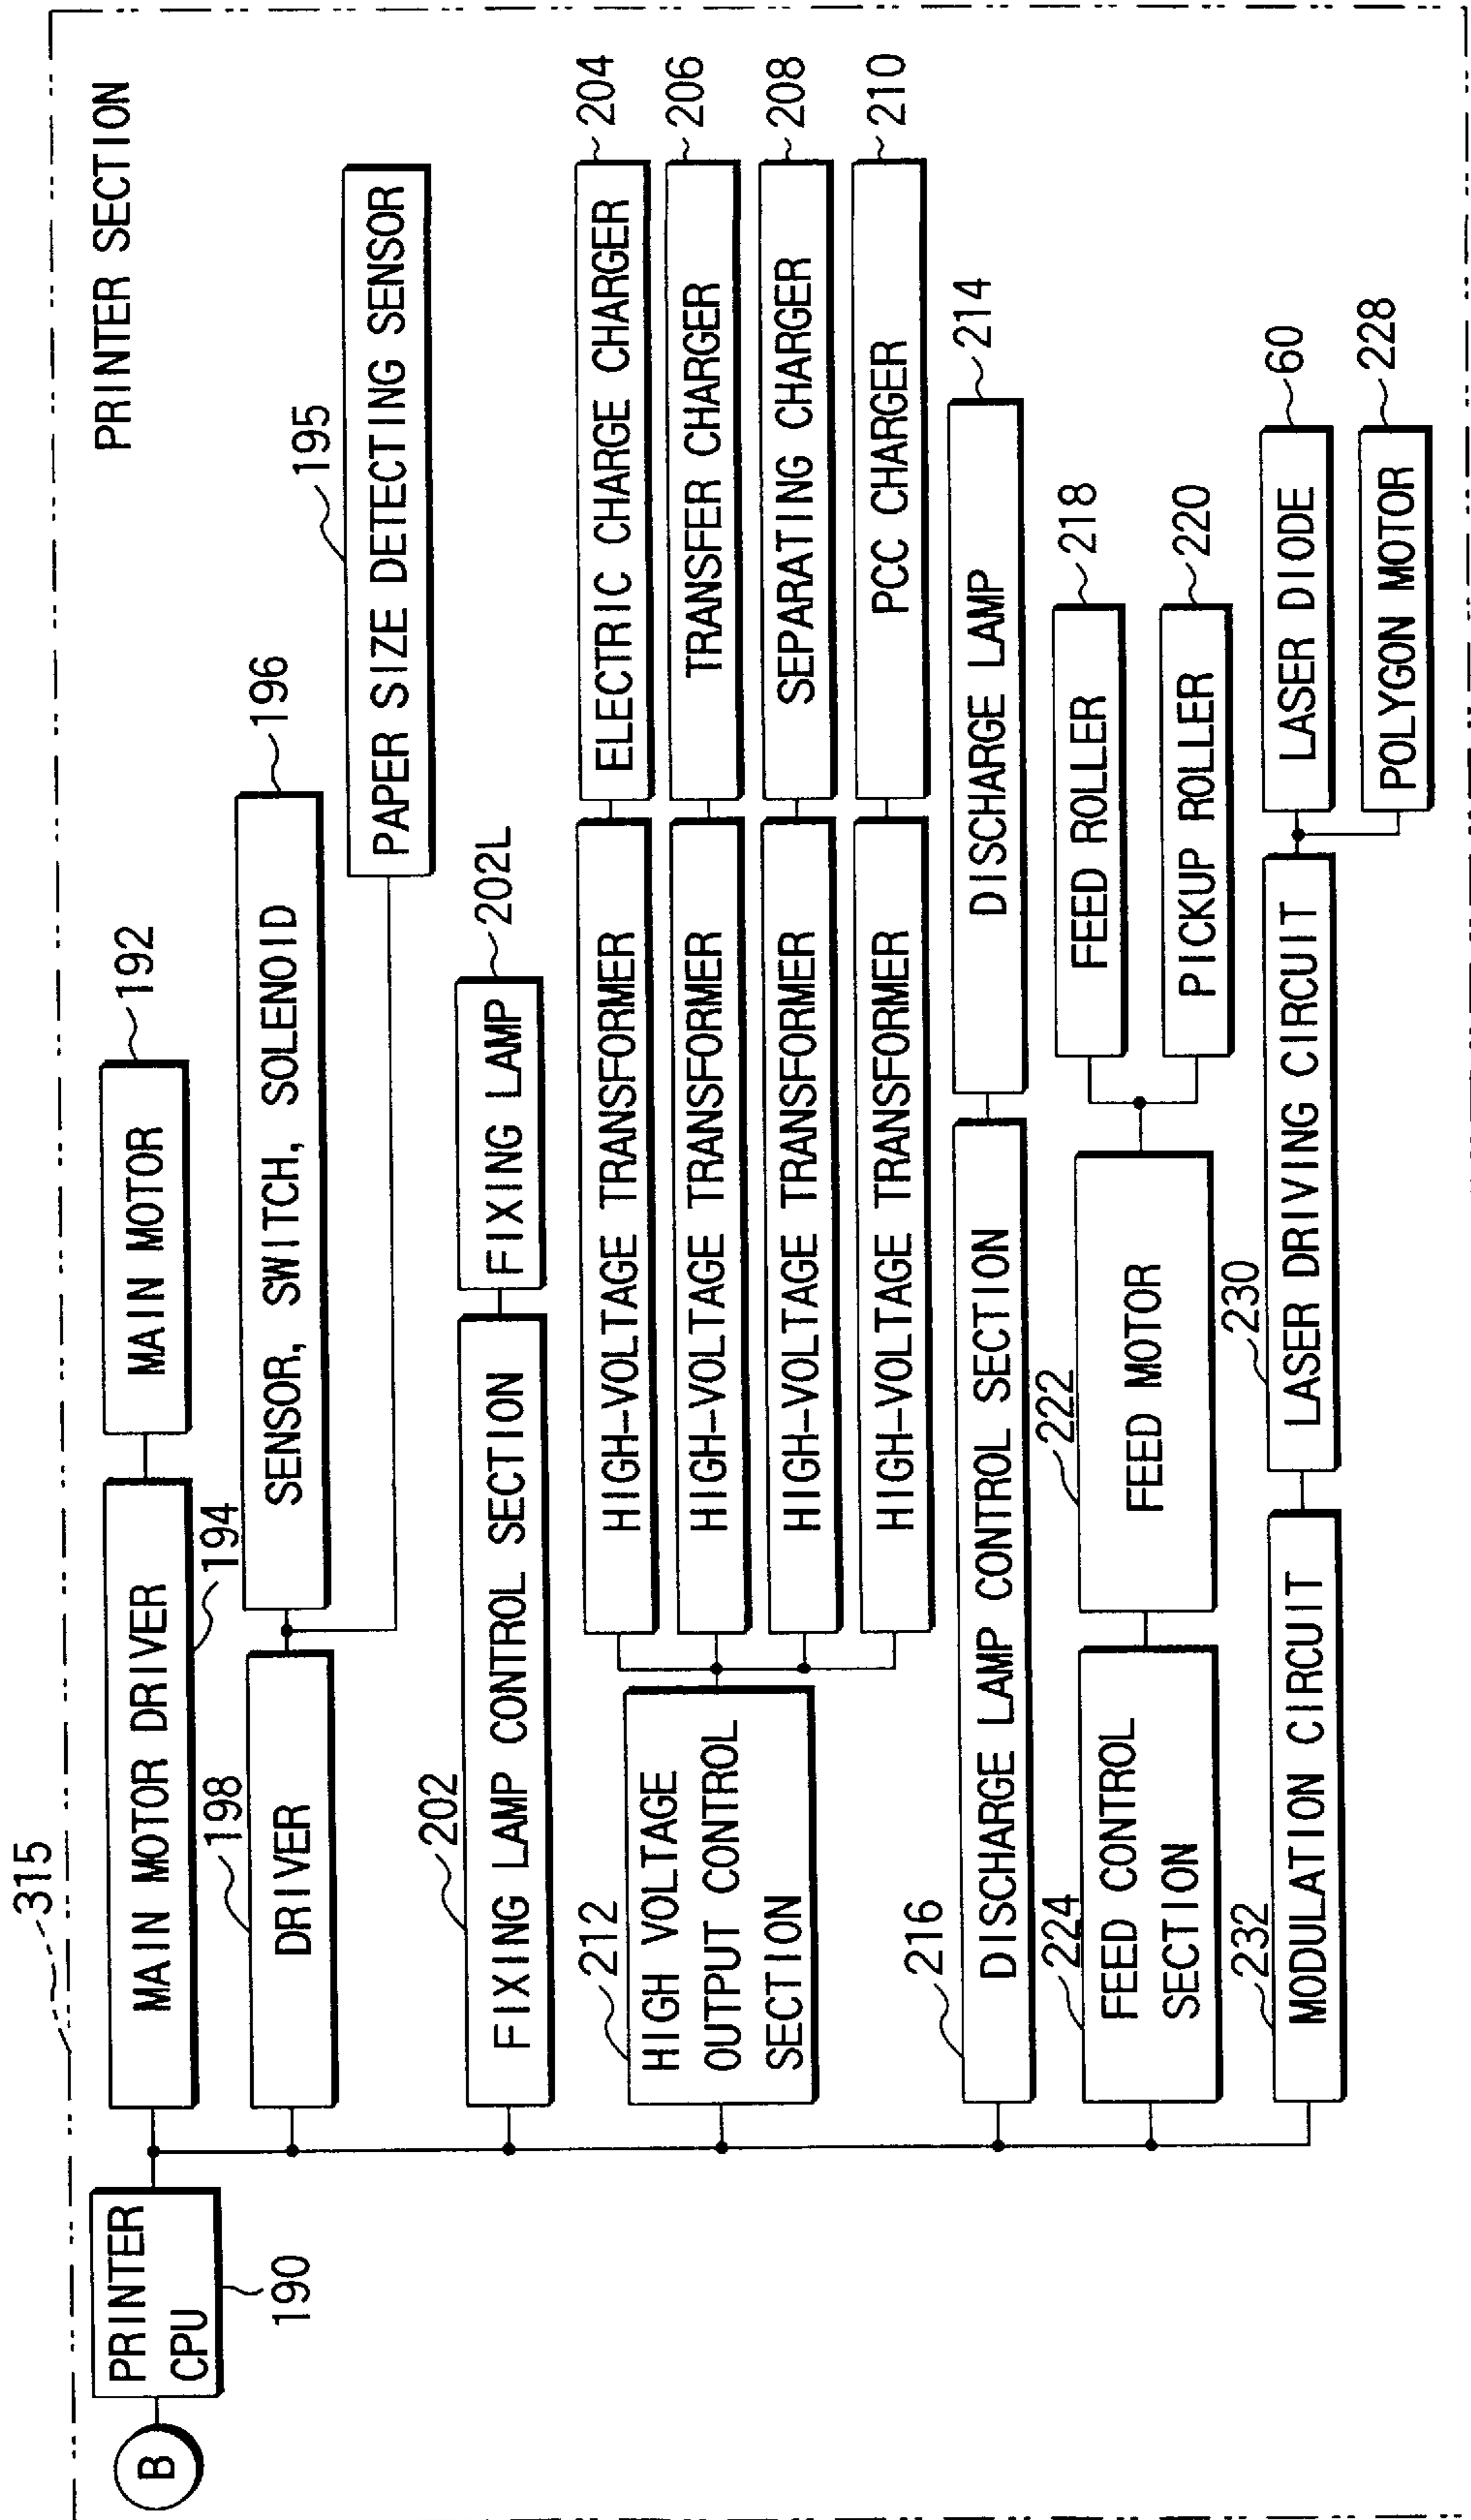 315
PRINTER SECTION
B
PRINTER
CPU
190
MAIN MOTOR DRIVER
194
MAIN MOTOR
192
198
DRIVER
SENSOR, SWITCH, SOLENOID
196
195
PAPER SIZE DETECTING SENSOR
202
FIXING LAMP CONTROL SECTION
FIXING LAMP
202L
212
HIGH VOLTAGE
OUTPUT CONTROL
SECTION
HIGH-VOLTAGE TRANSFORMER
ELECTRIC CHARGE CHARGER
204
HIGH-VOLTAGE TRANSFORMER
TRANSFER CHARGER
206
HIGH-VOLTAGE TRANSFORMER
SEPARATING CHARGER
208
HIGH-VOLTAGE TRANSFORMER
PCC CHARGER
210
216
DISCHARGE LAMP CONTROL SECTION
DISCHARGE LAMP
214
224
FEED CONTROL
SECTION
222
FEED MOTOR
FEED ROLLER
218
PICKUP ROLLER
220
232
MODULATION CIRCUIT
230
LASER DRIVING CIRCUIT
LASER DIODE
60
POLYGON MOTOR
228